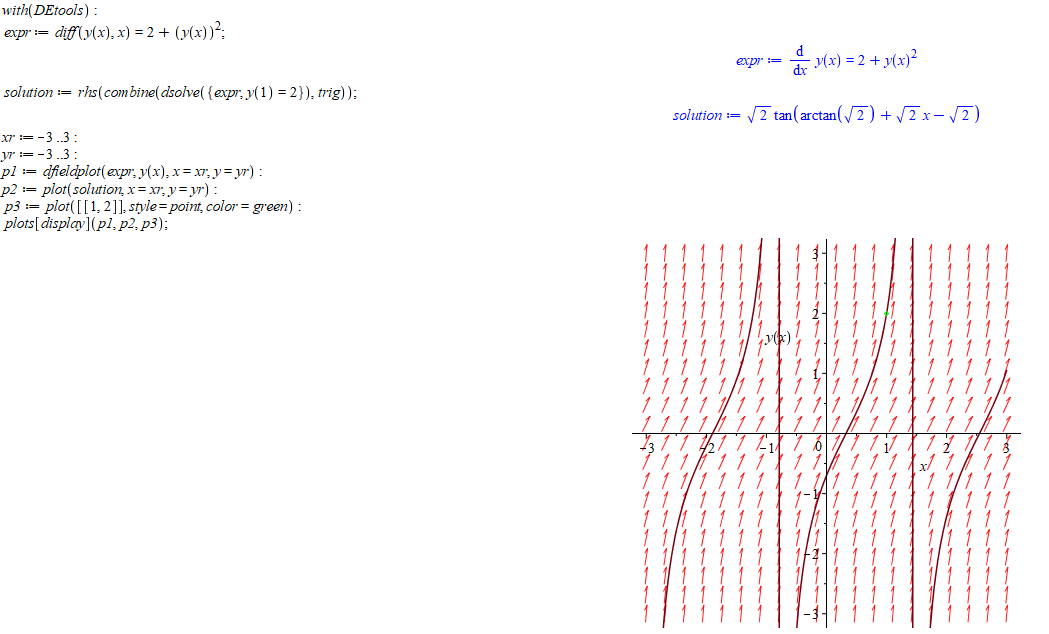 with(DEtools) :
expr := diff(y(x), x) = 2 + (y(x))²;
expr := d/dx y(x) = 2 + y(x)²
solution := rhs(combine(dsolve({expr, y(1) = 2}), trig));
solution := √2 tan(arctan(√2) + √2 x − √2)
xr := −3 ..3 :
yr := −3 ..3 :
p1 := dfieldplot(expr, y(x), x = xr, y = yr) :
p2 := plot(solution, x = xr, y = yr) :
p3 := plot([[1, 2]], style = point, color = green) :
plots[display](p1, p2, p3);
3
2
y(x)
1
−3 −2 −1 0 1 2 3
x
−1
−2
−3